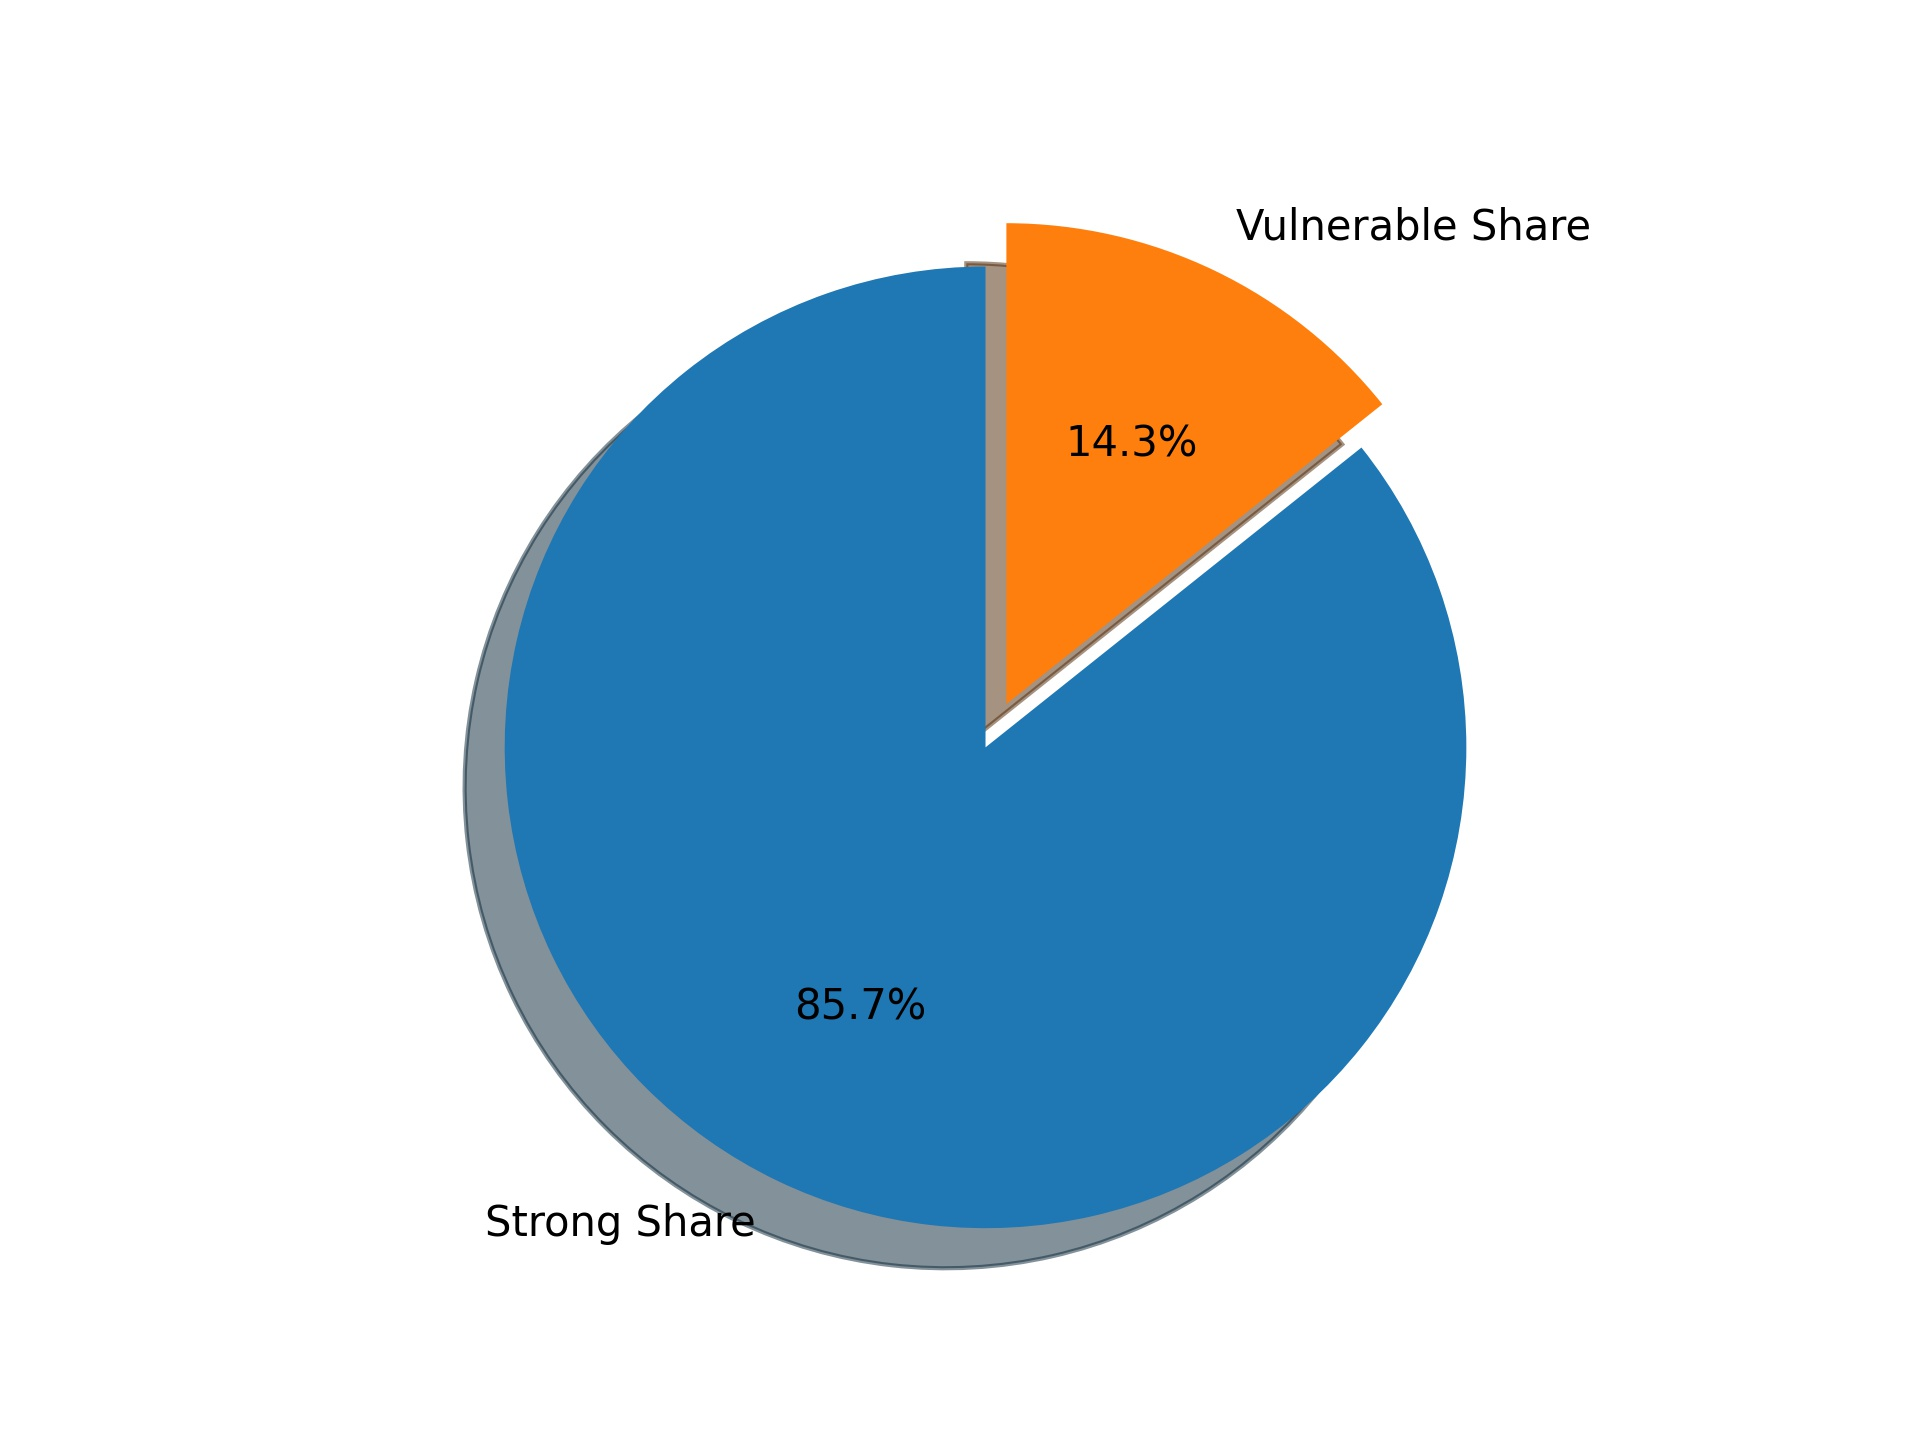 Vulnerable Share
14.3%
85.7%
Strong Share